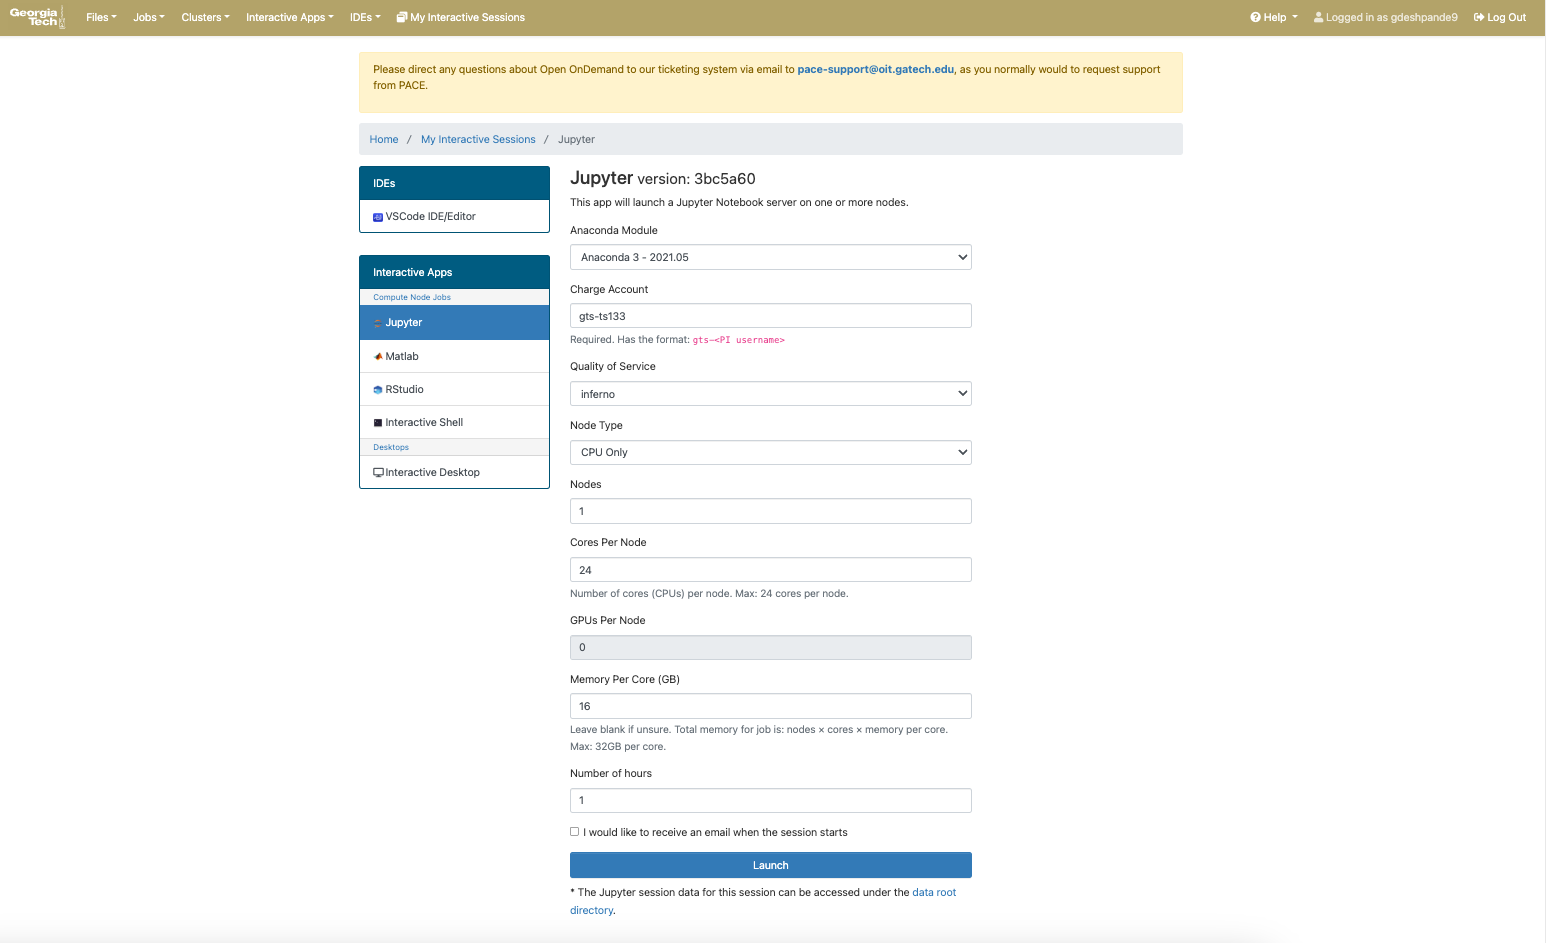 Georgia
Tech
Files
Jobs
Clusters
Interactive Apps
IDEs
My Interactive Sessions
Help
Logged in as gdeshpande9
Log Out
Please direct any questions about Open OnDemand to our ticketing system via email to pace-support@oit.gatech.edu, as you normally would to request support
from PACE.
Home / My Interactive Sessions / Jupyter
IDEs
VSCode IDE/Editor
Interactive Apps
Compute Node Jobs
Jupyter
Matlab
RStudio
Interactive Shell
Desktops
Interactive Desktop
Jupyter version: 3bc5a60
This app will launch a Jupyter Notebook server on one or more nodes.
Anaconda Module
Anaconda 3 - 2021.05
Charge Account
gts-ts133
Required. Has the format: gts-<PI username>
Quality of Service
inferno
Node Type
CPU Only
Nodes
1
Cores Per Node
24
Number of cores (CPUs) per node. Max: 24 cores per node.
GPUs Per Node
0
Memory Per Core (GB)
16
Leave blank if unsure. Total memory for job is: nodes × cores × memory per core.
Max: 32GB per core.
Number of hours
1
I would like to receive an email when the session starts
Launch
* The Jupyter session data for this session can be accessed under the data root
directory.